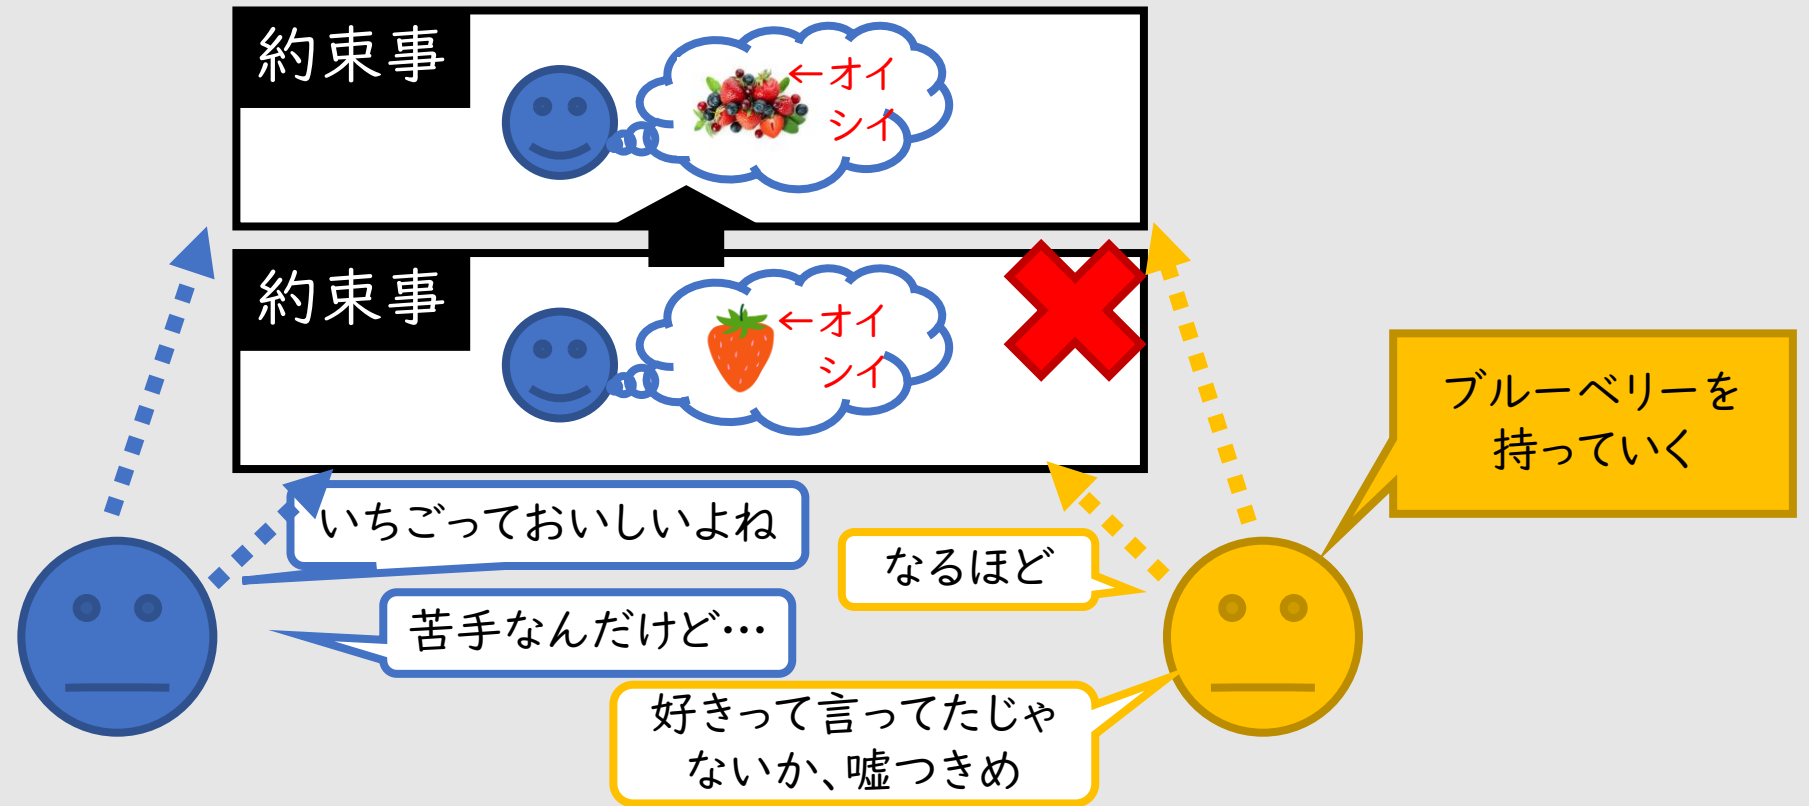 約束事
←オイ
シイ
約束事
←オイ
シイ
ブルーベリーを
持っていく
いちごっておいしいよね
なるほど
苦手なんだけど…
好きって言ってたじゃ
ないか、嘘つきめ